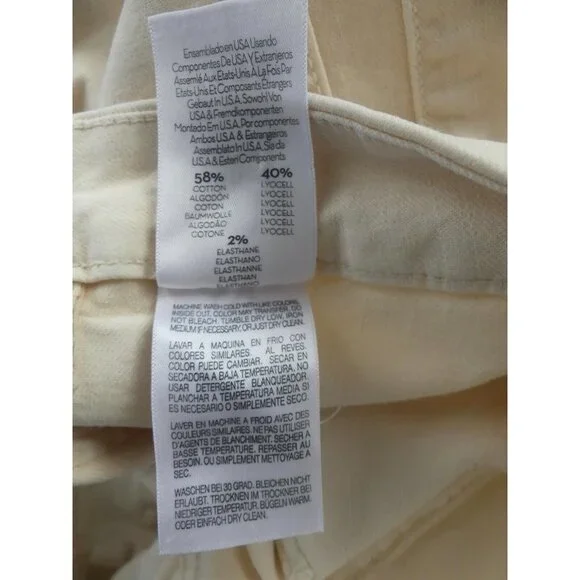 Ensamblado en USA Usando
Componentes De USA Y Extranjeros
Assemlé Aux Etats-Unis A La Fois Par
Etats-Unis Et Composants Étrangers
Gebaut In U.S.A. Sowohl Von
USA & Fremdkomponenten
Montado Em U.S.A. Por componentes
Ambos U.S.A & Estrangeiros
Assemblato In U.S.A. Sia da
U.S.A & Esteri Components
58% 40%
COTTON LYOCELL
ALGODÓN LYOCELL
COTON LYOCELL
BAUMWOLLE LYOCELL
ALGODÃO LYOCELL
COTONE LYOCELL
2%
ELASTHANE
ELASTHANO
ELASTHANNE
ELASTHAN
ELASTANO
MACHINE WASH COLD WITH LIKE COLORS,
INSIDE OUT. COLOR MAY TRANSFER. DO
NOT BLEACH. TUMBLE DRY LOW, IRON
MEDIUM IF NECESSARY, OR JUST DRY CLEAN.
LAVAR A MAQUINA EN FRIO CON
COLORES SIMILARES. AL REVES.
COLOR PUEDE CAMBIAR. SECAR EN
SECADORA A BAJA TEMPERATURA. NO
USAR DETERGENTE BLANQUEADOR
PLANCHAR A TEMPERATURA MEDIA SI
ES NECESARIO O SIMPLEMENTE SECO.
LAVER EN MACHINE A FROID AVEC DES
COULEURS SIMILAIRES. NE PAS UTILISER
D'AGENTS DE BLANCHIMENT. SECHER A
BASSE TEMPERATURE. REPASSER AU
BESOIN. OU SIMPLEMENT NETTOYAGE A
SEC.
WASCHEN BEI 30 GRAD. BLEICHEN NICHT
ERLAUBT. TROCKNEN IM TROCKNER BEI
NIEDRIGER TEMPERATUR. BÜGELN WARM.
ODER EINFACH DRY CLEAN.